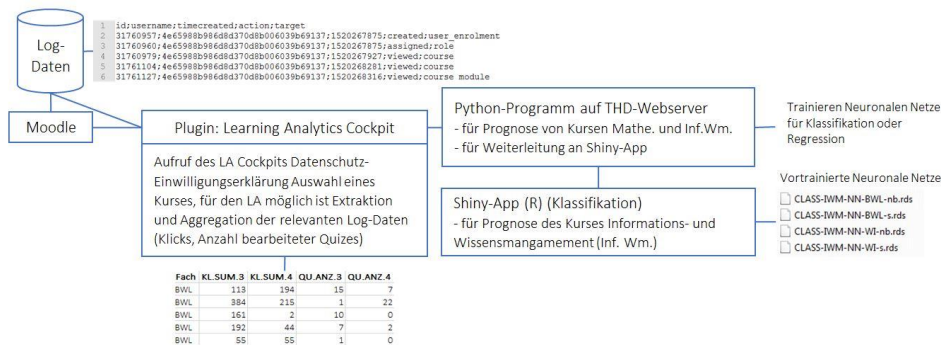 Log-
Daten
Moodle
1 id;username;timecreated;action;target
2 31760957;4e65988b986d8d370d8b006039b69137;1520267875;created;user_enrolment
3 31760960;4e65988b986d8d370d8b006039b69137;1520267875;assigned;role
4 31760979;4e65988b986d8d370d8b006039b69137;1520267927;viewed;course
5 31761104;4e65988b986d8d370d8b006039b69137;1520268281;viewed;course
6 31761127;4e65988b986d8d370d8b006039b69137;1520268316;viewed;course module
Plugin: Learning Analytics Cockpit
Aufruf des LA Cockpits Datenschutz-
Einwilligungserklärung Auswahl eines
Kurses, für den LA möglich ist Extraktion
und Aggregation der relevanten Log-Daten
(Klicks, Anzahl bearbeiteter Quizes)
Python-Programm auf THD-Webserver
- für Prognose von Kursen Mathe. und Inf.Wm.
- für Weiterleitung an Shiny-App
Shiny-App (R) (Klassifikation)
- für Prognose des Kurses Informations- und
Wissensmangamement (Inf. Wm.)
Trainieren Neuronalen Netze
für Klassifikation oder
Regression
Vortrainierte Neuronale Netze
CLASS-IWM-NN-BWL-nb.rds
CLASS-IWM-NN-BWL-s.rds
CLASS-IWM-NN-WI-nb.rds
CLASS-IWM-NN-WI-s.rds
Fach KL.SUM.3 KL.SUM.4 QU.ANZ.3 QU.ANZ.4
BWL 113 194 15 7
BWL 384 215 1 22
BWL 161 2 10 0
BWL 192 44 7 2
BWL 55 55 1 0